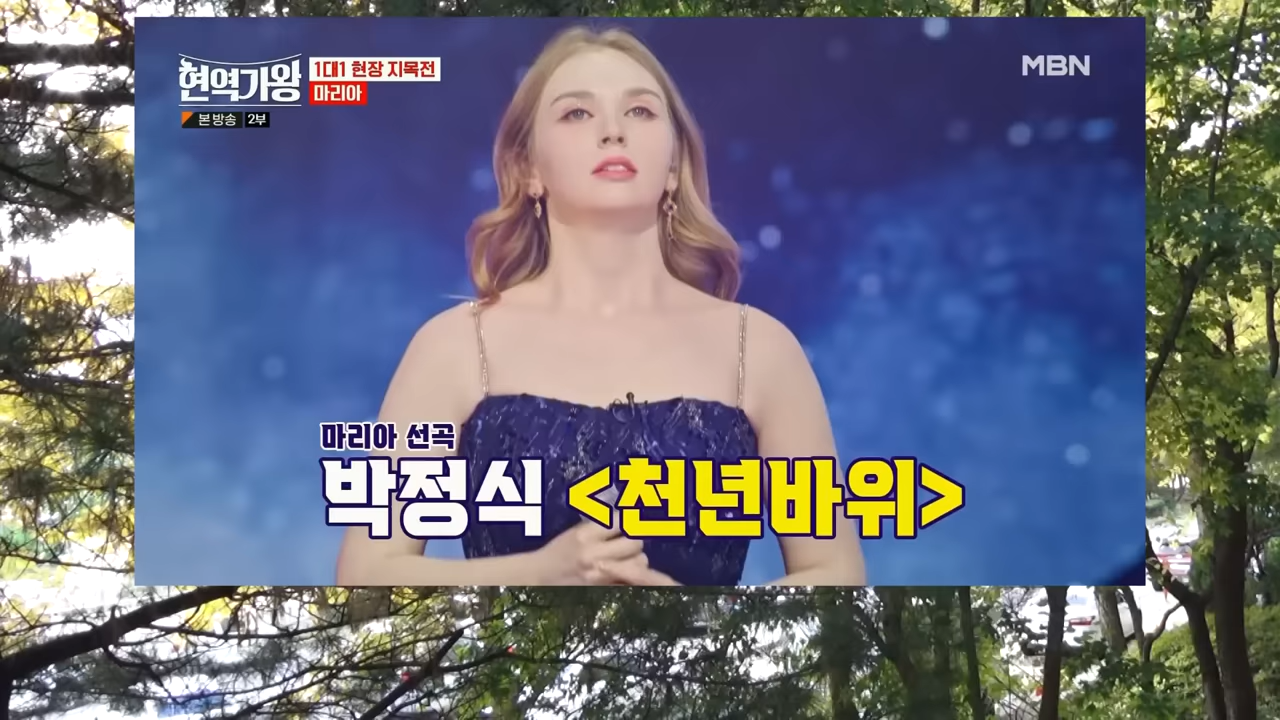 현역가왕
1대1 현장 지목전
마리아
본 방송 2부
MBN
마리아 선곡
박정식 <천년바위>